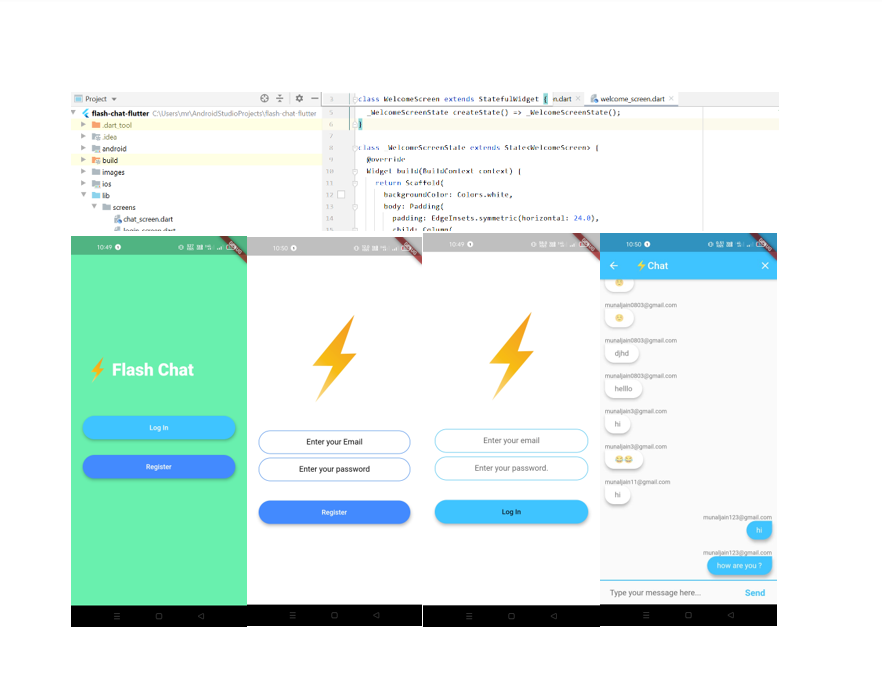 Project
flash-chat-flutter C:\Users\mr\AndroidStudioProjects\flash-chat-flutter
.dart_tool
.idea
android
build
images
ios
lib
screens
chat_screen.dart
login_screen.dart
n.dart
welcome_screen.dart
3 class WelcomeScreen extends StatefulWidget {
5 _WelcomeScreenState createState() => _WelcomeScreenState();
6 }
7
8 class _WelcomeScreenState extends State<WelcomeScreen> {
9 @override
10 Widget build(BuildContext context) {
11 return Scaffold(
12 backgroundColor: Colors.white,
13 body: Padding(
14 padding: EdgeInsets.symmetric(horizontal: 24.0),
15 child: Column(
10:49
Flash Chat
Log In
Register
10:50
Enter your Email
Enter your password
Register
10:49
Enter your email
Enter your password.
Log In
10:50
Chat
munaljain0803@gmail.com
munaljain0803@gmail.com
djhd
munaljain0803@gmail.com
helllo
munaljain3@gmail.com
hi
munaljain3@gmail.com
😂😂
munaljain11@gmail.com
hi
munaljain123@gmail.com
hi
munaljain123@gmail.com
how are you ?
Type your message here...
Send